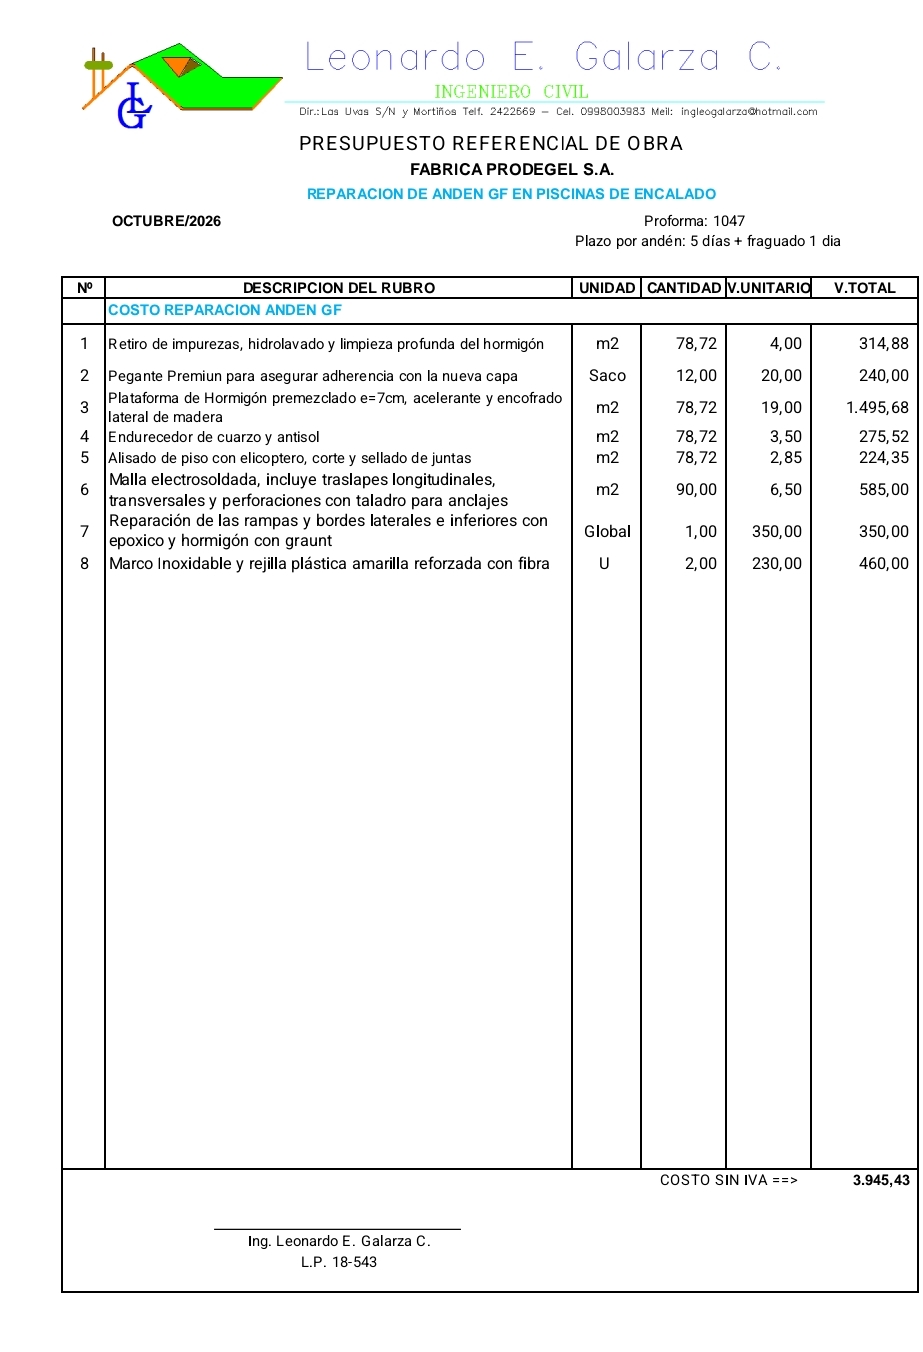 Leonardo E. Galarza C.
INGENIERO CIVIL
Dir.:Las Uvas S/N y Mortiños Telf. 2422669 – Cel. 0998003983 Meil: ingleogalarza@hotmail.com
LCG
PRESUPUESTO REFERENCIAL DE OBRA
FABRICA PRODEGEL S.A.
REPARACION DE ANDEN GF EN PISCINAS DE ENCALADO
OCTUBRE/2026 Proforma: 1047
Plazo por andén: 5 días + fraguado 1 dia
Nº DESCRIPCION DEL RUBRO UNIDAD CANTIDAD V.UNITARIO V.TOTAL
COSTO REPARACION ANDEN GF
1 Retiro de impurezas, hidrolavado y limpieza profunda del hormigón m2 78,72 4,00 314,88
2 Pegante Premiun para asegurar adherencia con la nueva capa Saco 12,00 20,00 240,00
3 Plataforma de Hormigón premezclado e=7cm, acelerante y encofrado
lateral de madera m2 78,72 19,00 1.495,68
4 Endurecedor de cuarzo y antisol m2 78,72 3,50 275,52
5 Alisado de piso con elicoptero, corte y sellado de juntas m2 78,72 2,85 224,35
6 Malla electrosoldada, incluye traslapes longitudinales,
transversales y perforaciones con taladro para anclajes m2 90,00 6,50 585,00
7 Reparación de las rampas y bordes laterales e inferiores con
epoxico y hormigón con graunt Global 1,00 350,00 350,00
8 Marco Inoxidable y rejilla plástica amarilla reforzada con fibra U 2,00 230,00 460,00
COSTO SIN IVA ==> 3.945,43
Ing. Leonardo E. Galarza C.
L.P. 18-543